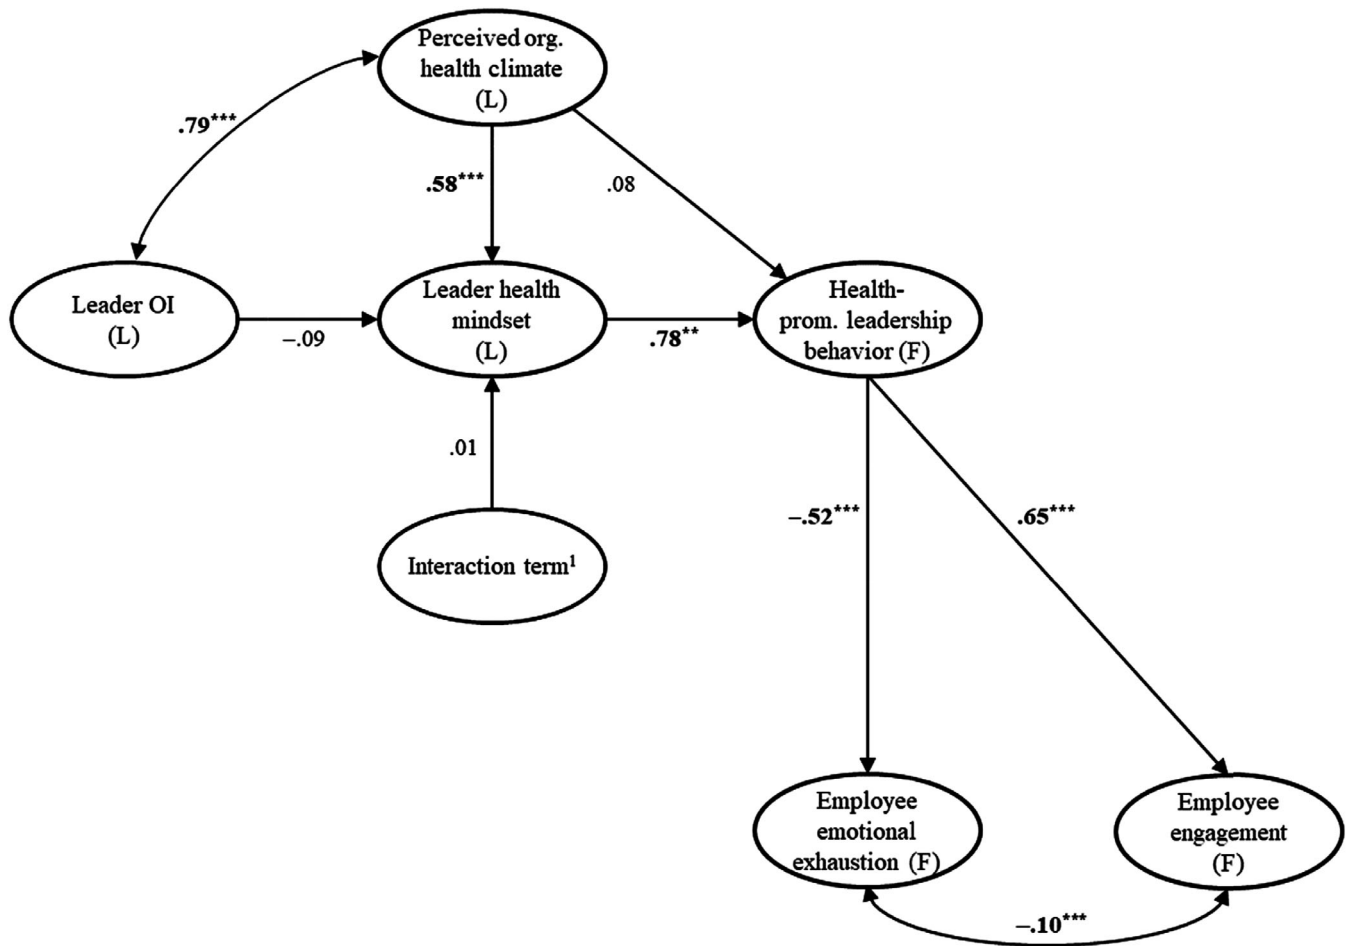 Perceived org.
health climate
(L)
.79***
.58***
.08
Leader OI
(L)
–.09
Leader health
mindset
(L)
.78**
Health-
prom. leadership
behavior (F)
.01
Interaction term¹
–.52***
.65***
Employee
emotional
exhaustion (F)
Employee
engagement
(F)
–.10***